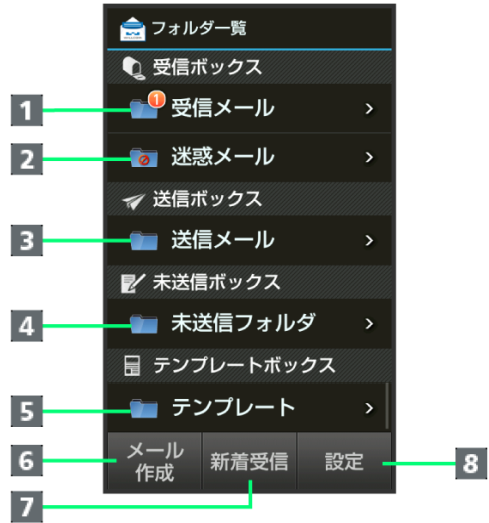 フォルダ一覧
受信ボックス
1
1
受信メール
2
迷惑メール
送信ボックス
3
送信メール
未送信ボックス
4
未送信フォルダ
テンプレートボックス
5
テンプレート
6
メール
作成
新着受信
設定
8
7